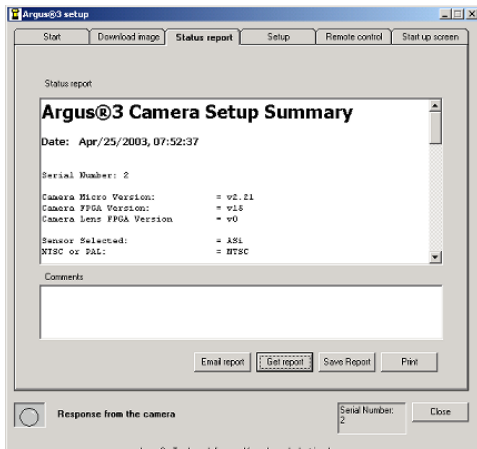 Argus®3 setup
Start Download image Status report Setup Remote control Start up screen
Status report
Argus®3 Camera Setup Summary
Date: Apr/25/2003, 07:52:37
Serial Number: 2
Camera Micro Version: = v2.21
Camera FPGA Version: = v15
Camera Lens FPGA Version = v0
Sensor Selected: = ASi
NTSC or PAL: = NTSC
Comments
Email report Get report Save Report Print
Response from the camera
Serial Number:
2
Close